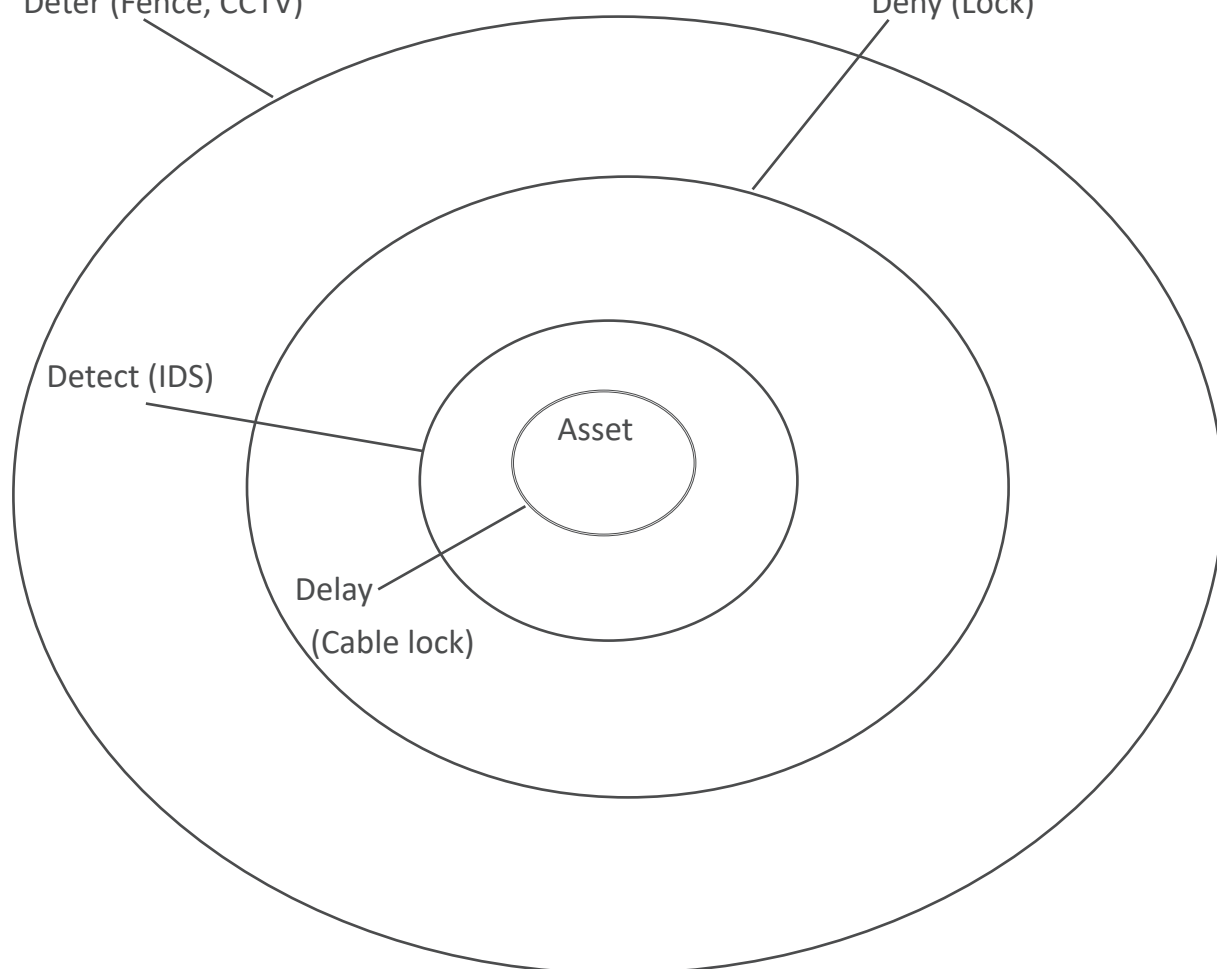 Deter (Fence, CCTV)
Deny (Lock)
Detect (IDS)
Asset
Delay
(Cable lock)